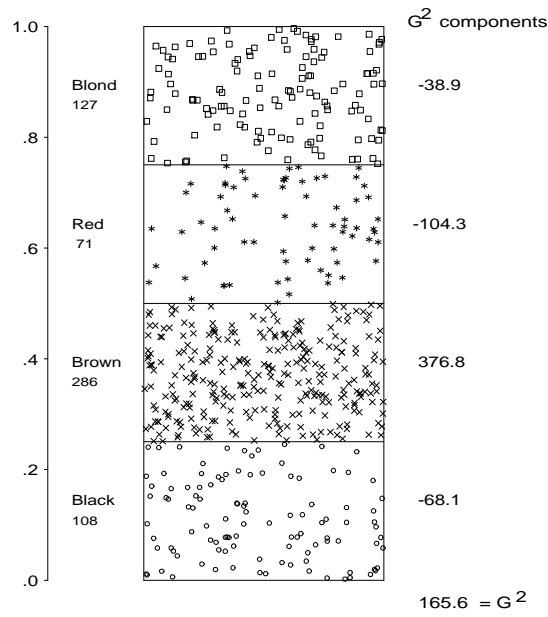 G² components
1.0
Blond
127
-38.9
.8
Red
71
-104.3
.6
.4
Brown
286
376.8
.2
Black
108
-68.1
.0
165.6 = G²